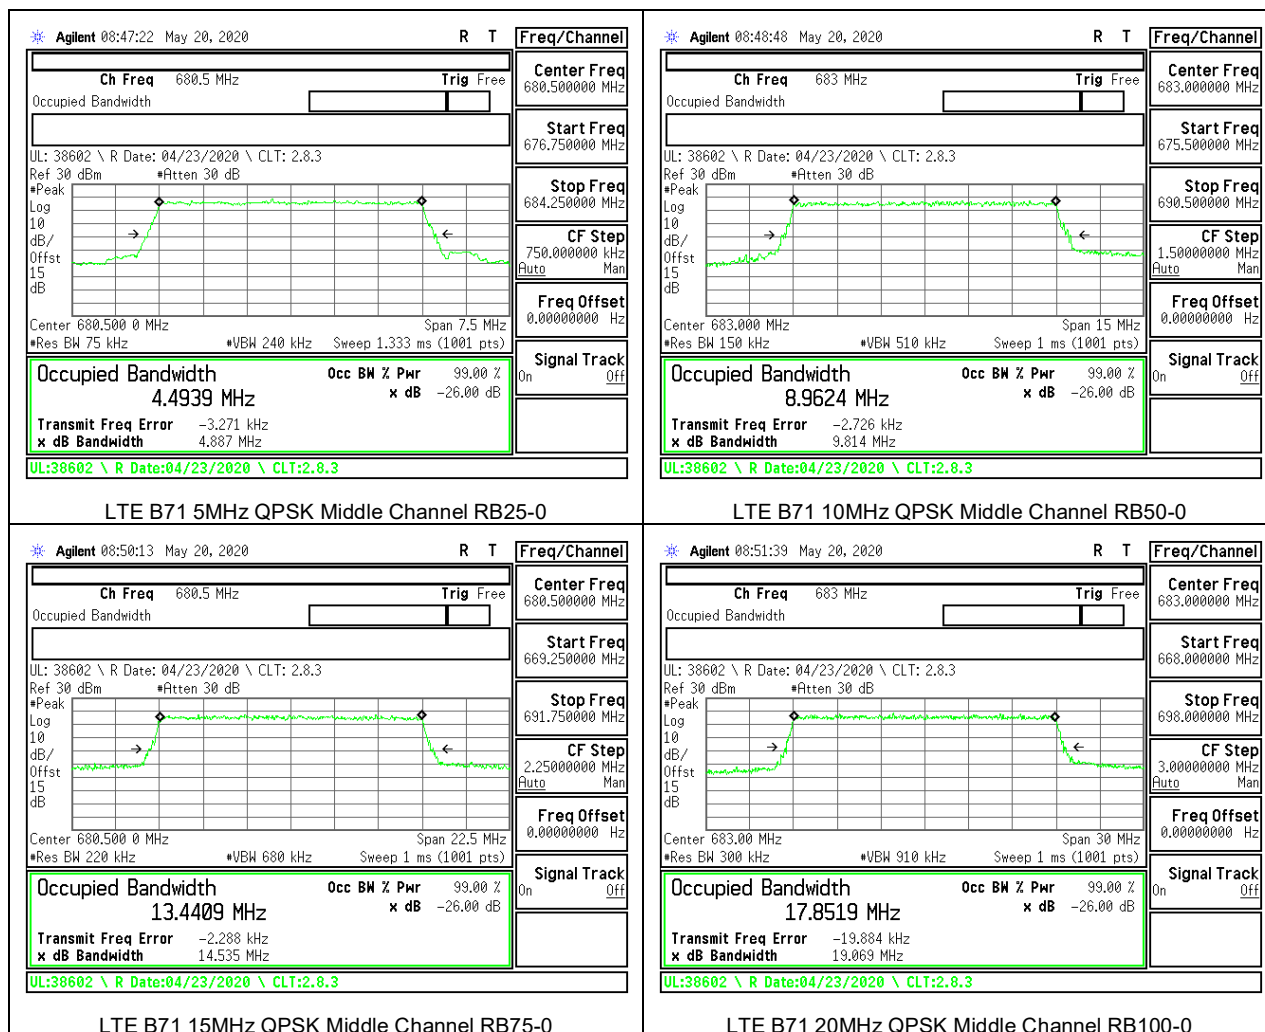 Agilent 08:47:22 May 20, 2020 R T
Freq/Channel
Ch Freq 680.5 MHz Trig Free
Occupied Bandwidth
Center Freq
680.500000 MHz
Start Freq
676.750000 MHz
UL: 38602 \ R Date: 04/23/2020 \ CLT: 2.8.3
Ref 30 dBm #Atten 30 dB
#Peak
Log
10
dB/
Offst
15
dB
Stop Freq
684.250000 MHz
CF Step
750.000000 kHz
Auto Man
Freq Offset
0.00000000 Hz
Center 680.500 0 MHz Span 7.5 MHz
#Res BW 75 kHz #VBW 240 kHz Sweep 1.333 ms (1001 pts)
Signal Track
On Off
Occupied Bandwidth Occ BW % Pwr 99.00 %
4.4939 MHz x dB -26.00 dB
Transmit Freq Error -3.271 kHz
x dB Bandwidth 4.887 MHz
UL:38602 \ R Date:04/23/2020 \ CLT:2.8.3
LTE B71 5MHz QPSK Middle Channel RB25-0
Agilent 08:48:48 May 20, 2020 R T
Freq/Channel
Ch Freq 683 MHz Trig Free
Occupied Bandwidth
Center Freq
683.000000 MHz
Start Freq
675.500000 MHz
UL: 38602 \ R Date: 04/23/2020 \ CLT: 2.8.3
Ref 30 dBm #Atten 30 dB
#Peak
Log
10
dB/
Offst
15
dB
Stop Freq
690.500000 MHz
CF Step
1.50000000 MHz
Auto Man
Freq Offset
0.00000000 Hz
Center 683.000 MHz Span 15 MHz
#Res BW 150 kHz #VBW 510 kHz Sweep 1 ms (1001 pts)
Signal Track
On Off
Occupied Bandwidth Occ BW % Pwr 99.00 %
8.9624 MHz x dB -26.00 dB
Transmit Freq Error -2.726 kHz
x dB Bandwidth 9.814 MHz
UL:38602 \ R Date:04/23/2020 \ CLT:2.8.3
LTE B71 10MHz QPSK Middle Channel RB50-0
Agilent 08:50:13 May 20, 2020 R T
Freq/Channel
Ch Freq 680.5 MHz Trig Free
Occupied Bandwidth
Center Freq
680.500000 MHz
Start Freq
669.250000 MHz
UL: 38602 \ R Date: 04/23/2020 \ CLT: 2.8.3
Ref 30 dBm #Atten 30 dB
#Peak
Log
10
dB/
Offst
15
dB
Stop Freq
691.750000 MHz
CF Step
2.25000000 MHz
Auto Man
Freq Offset
0.00000000 Hz
Center 680.500 0 MHz Span 22.5 MHz
#Res BW 220 kHz #VBW 680 kHz Sweep 1 ms (1001 pts)
Signal Track
On Off
Occupied Bandwidth Occ BW % Pwr 99.00 %
13.4409 MHz x dB -26.00 dB
Transmit Freq Error -2.288 kHz
x dB Bandwidth 14.535 MHz
UL:38602 \ R Date:04/23/2020 \ CLT:2.8.3
LTE B71 15MHz QPSK Middle Channel RB75-0
Agilent 08:51:39 May 20, 2020 R T
Freq/Channel
Ch Freq 683 MHz Trig Free
Occupied Bandwidth
Center Freq
683.000000 MHz
Start Freq
668.000000 MHz
UL: 38602 \ R Date: 04/23/2020 \ CLT: 2.8.3
Ref 30 dBm #Atten 30 dB
#Peak
Log
10
dB/
Offst
15
dB
Stop Freq
698.000000 MHz
CF Step
3.00000000 MHz
Auto Man
Freq Offset
0.00000000 Hz
Center 683.00 MHz Span 30 MHz
#Res BW 300 kHz #VBW 910 kHz Sweep 1 ms (1001 pts)
Signal Track
On Off
Occupied Bandwidth Occ BW % Pwr 99.00 %
17.8519 MHz x dB -26.00 dB
Transmit Freq Error -19.884 kHz
x dB Bandwidth 19.069 MHz
UL:38602 \ R Date:04/23/2020 \ CLT:2.8.3
LTE B71 20MHz QPSK Middle Channel RB100-0